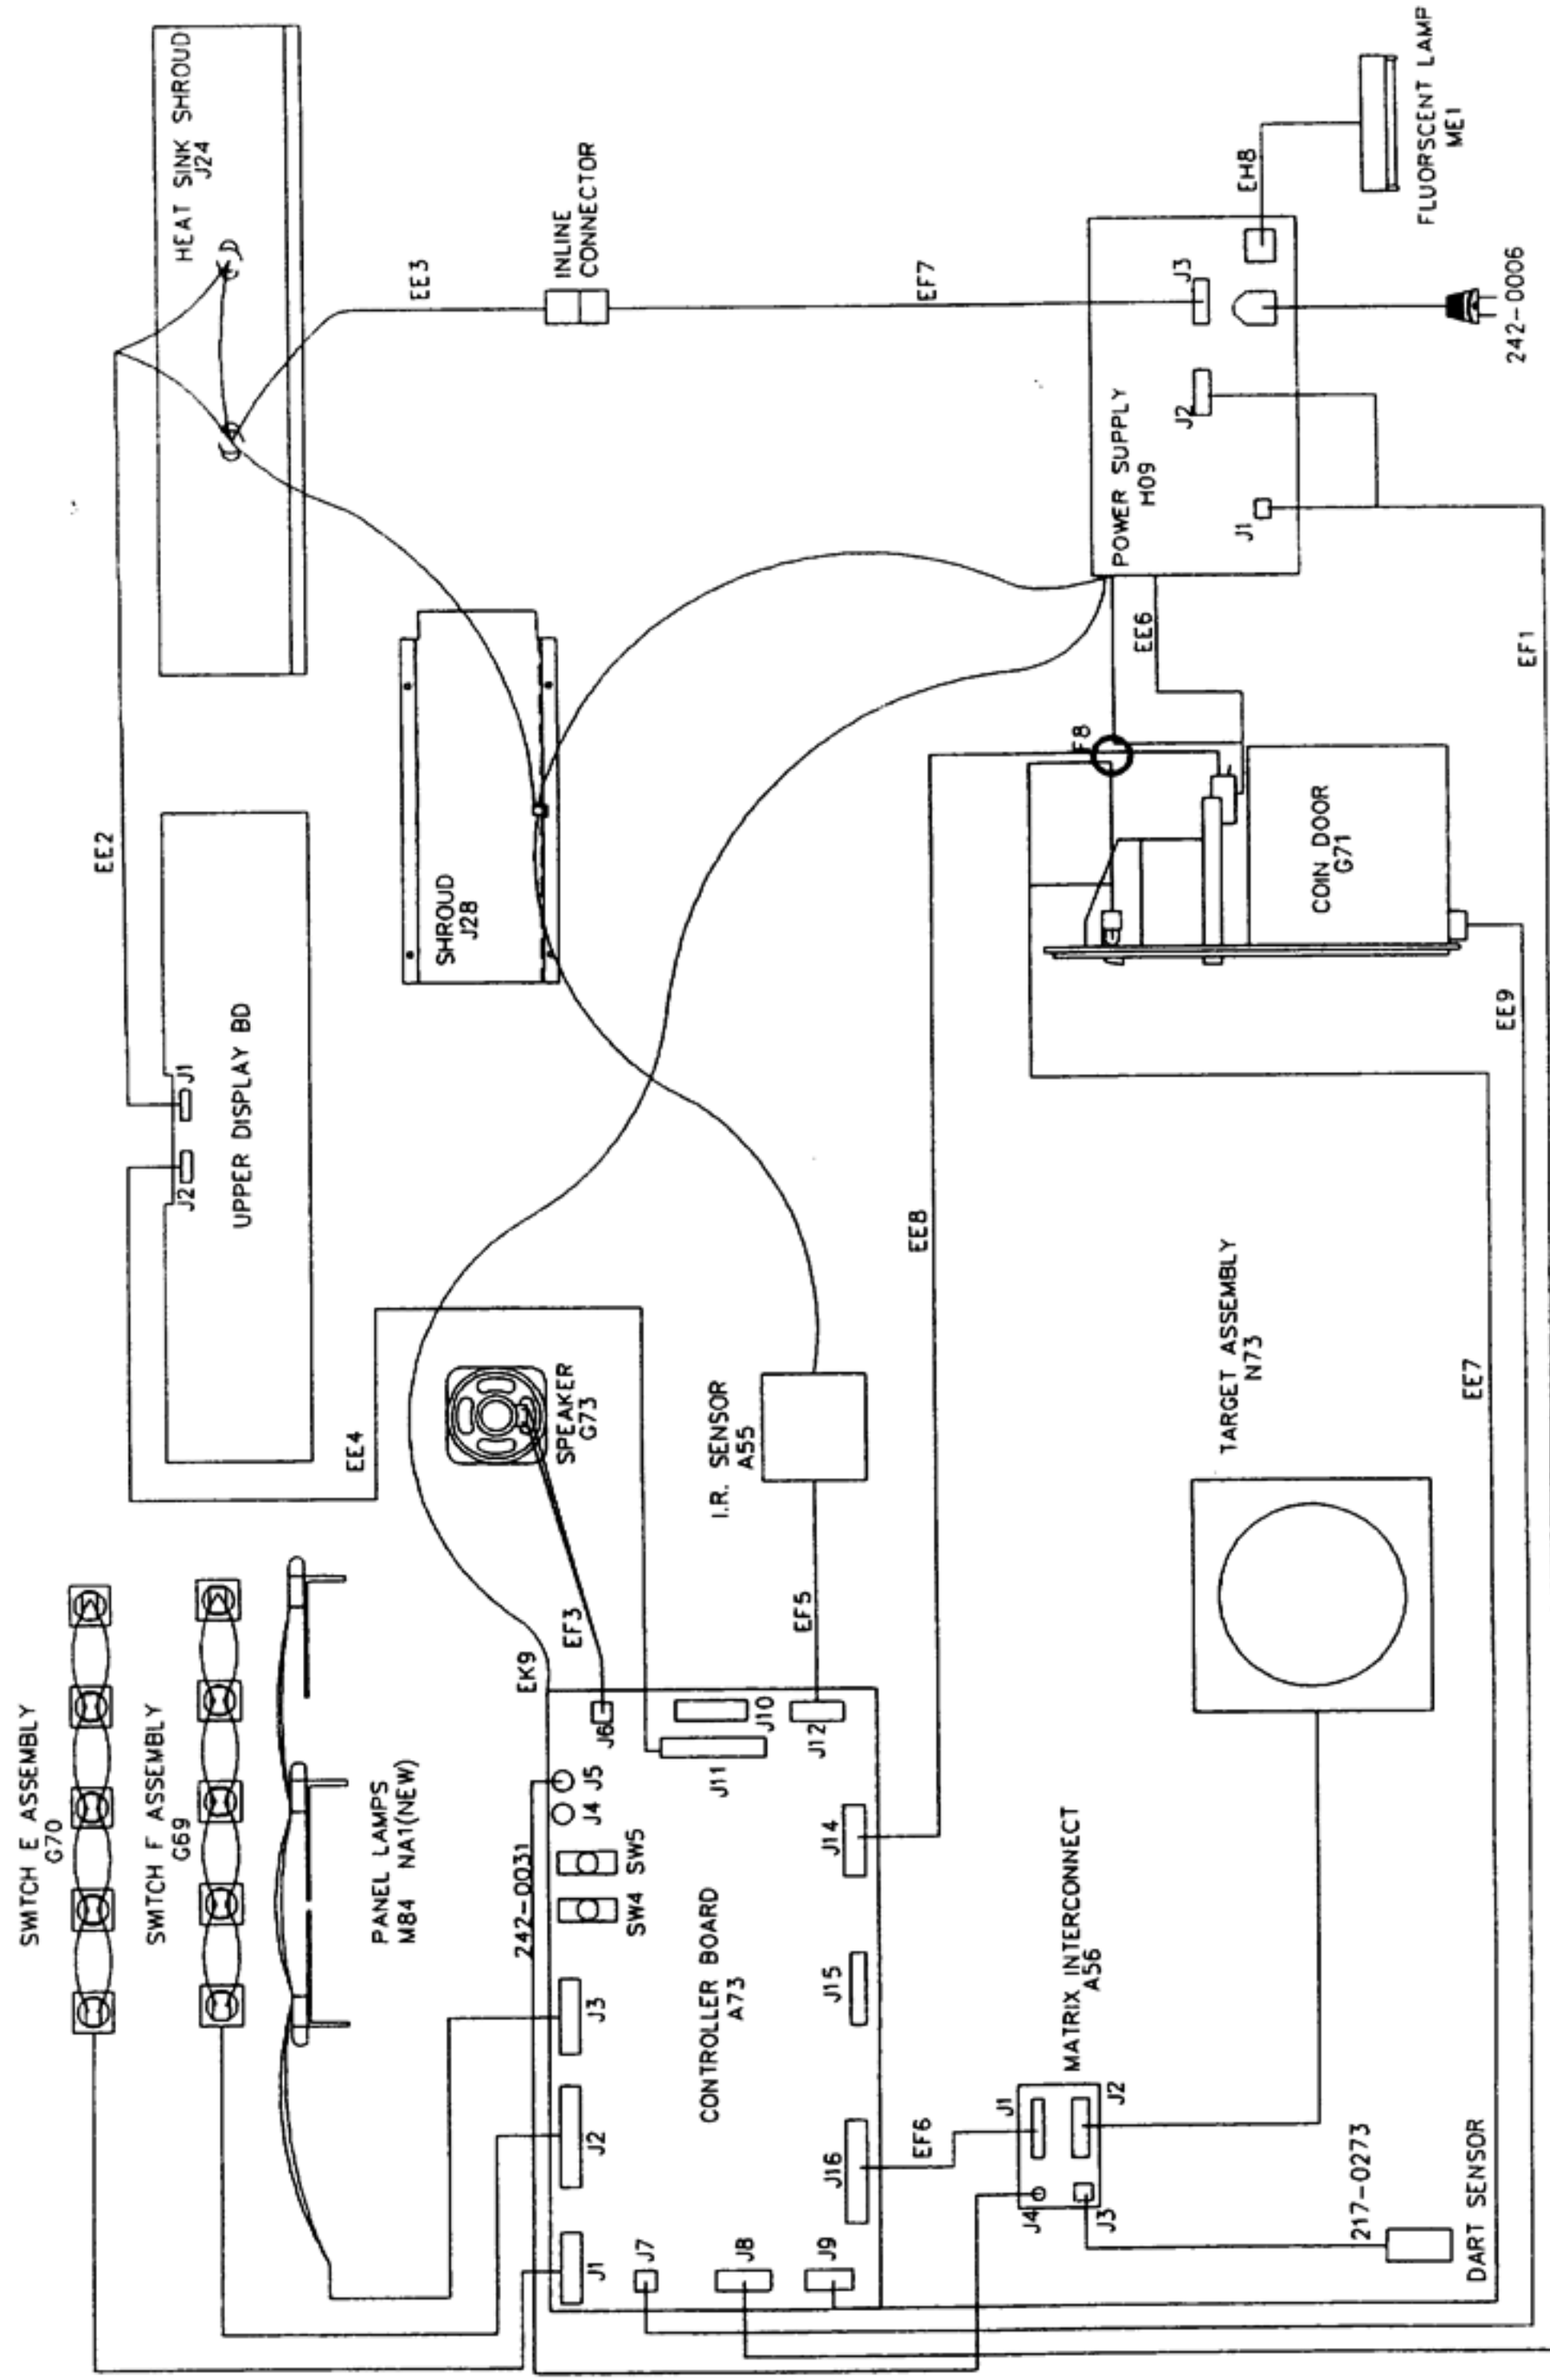 SWITCH E ASSEMBLY
G70
SWITCH F ASSEMBLY
G69
PANEL LAMPS
M84 NA1(NEW)
EE2
J2
J1
UPPER DISPLAY BD
HEAT SINK SHROUD
J24
EE4
EE3
INLINE
CONNECTOR
SHROUD
J28
SPEAKER
G73
EF3
EK9
242-0031
J1
J2
J3
SW4
SW5
J4
J5
J6
J7
J8
J9
J10
J11
J12
J14
J15
J16
CONTROLLER BOARD
A73
I.R. SENSOR
A55
EF5
EE8
EF7
EF6
MATRIX INTERCONNECT
A56
J4
J1
J3
J2
217-0273
DART SENSOR
TARGET ASSEMBLY
N73
EE7
EE9
COIN DOOR
G71
EE6
EF1
POWER SUPPLY
H09
J1
J2
J3
EH8
242-0006
FLUORSCENT LAMP
ME1